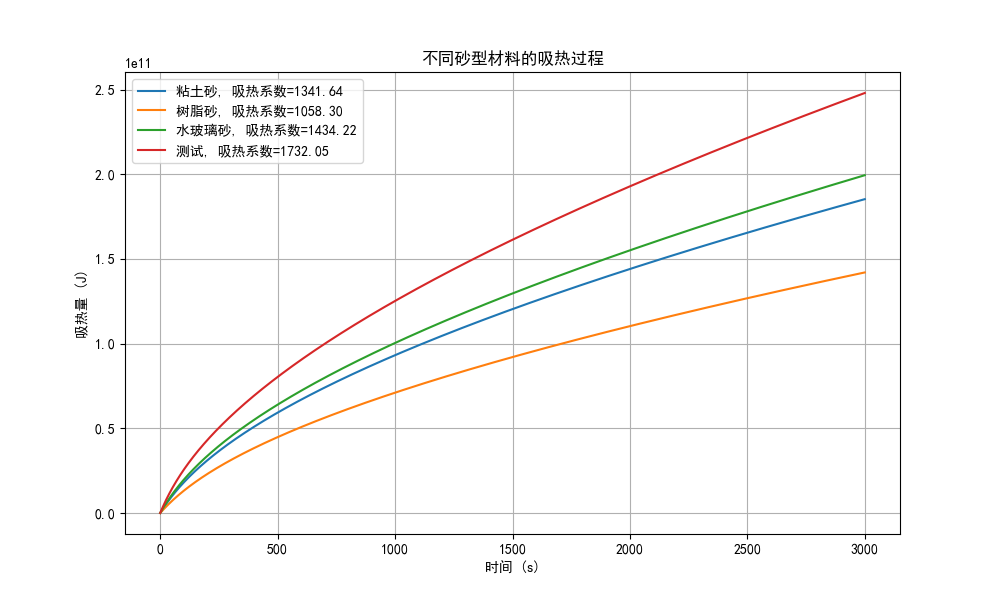 不同砂型材料的吸热过程
1e11
粘土砂, 吸热系数=1341.64
树脂砂, 吸热系数=1058.30
水玻璃砂, 吸热系数=1434.22
测试, 吸热系数=1732.05
2.5
2.0
1.5
1.0
0.5
0.0
吸热量 (J)
0 500 1000 1500 2000 2500 3000
时间 (s)